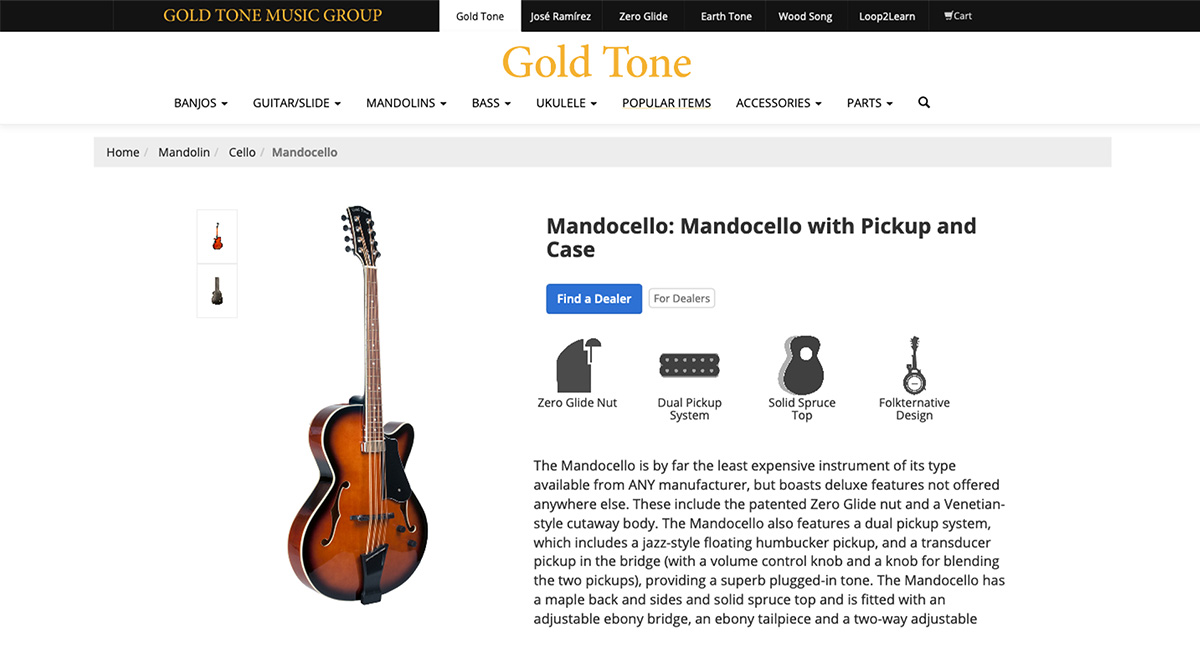 GOLD TONE MUSIC GROUP Gold Tone José Ramírez Zero Glide Earth Tone Wood Song Loop2Learn Cart
Gold Tone
BANJOS GUITAR/SLIDE MANDOLINS BASS UKULELE POPULAR ITEMS ACCESSORIES PARTS
Home / Mandolin / Cello / Mandocello
Mandocello: Mandocello with Pickup and
Case
Find a Dealer For Dealers
Zero Glide Nut
Dual Pickup
System
Solid Spruce
Top
Folkternative
Design
The Mandocello is by far the least expensive instrument of its type
available from ANY manufacturer, but boasts deluxe features not offered
anywhere else. These include the patented Zero Glide nut and a Venetian-
style cutaway body. The Mandocello also features a dual pickup system,
which includes a jazz-style floating humbucker pickup, and a transducer
pickup in the bridge (with a volume control knob and a knob for blending
the two pickups), providing a superb plugged-in tone. The Mandocello has
a maple back and sides and solid spruce top and is fitted with an
adjustable ebony bridge, an ebony tailpiece and a two-way adjustable